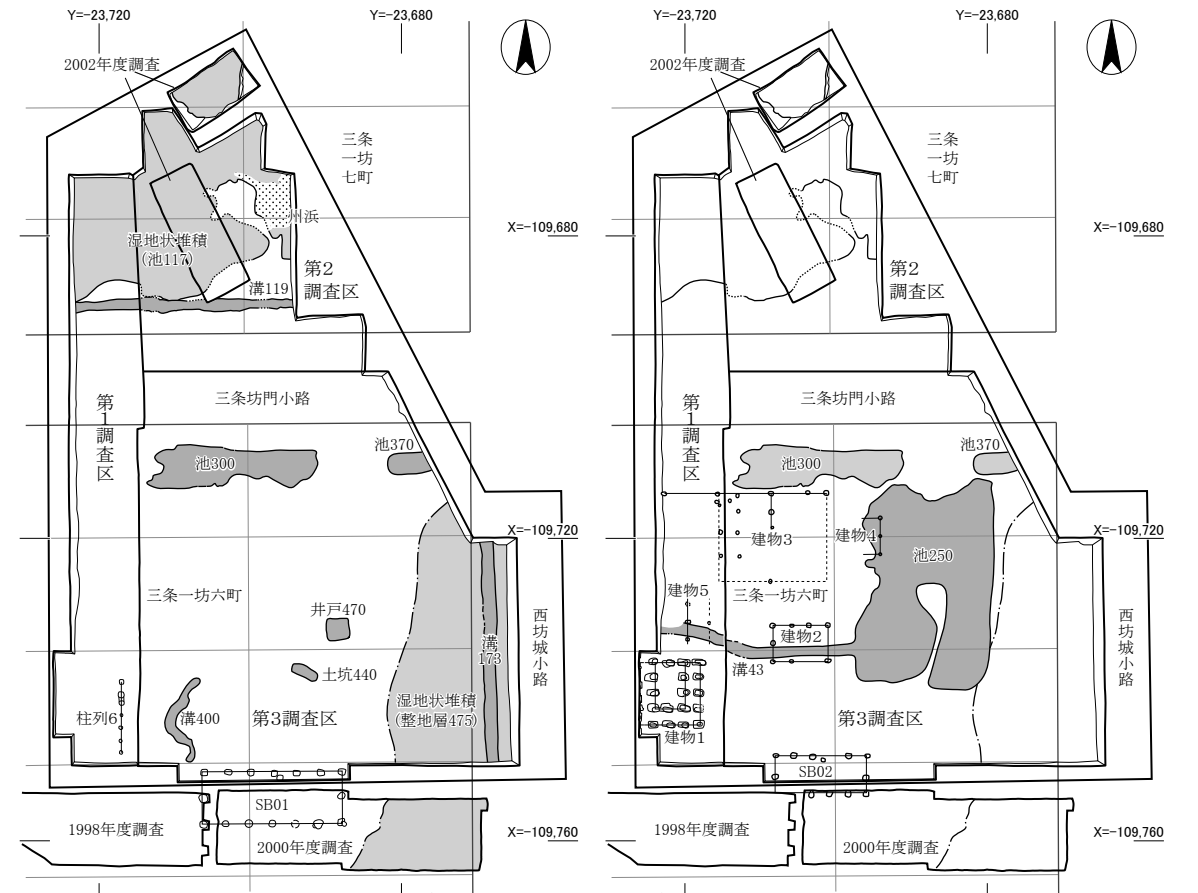 Y=−23,720
Y=−23,680
2002年度調査
三条一坊七町
州浜
X=−109,680
湿地状堆積
(池117)
第2
調査区
溝119
第1調査区
三条坊門小路
池370
池300
X=−109,720
三条一坊六町
井戸470
溝
173
西坊城小路
土坑440
湿地状堆積
(整地層475)
柱列6
溝400
第3調査区
SB01
1998年度調査
2000年度調査
X=−109,760
Y=−23,720
Y=−23,680
2002年度調査
三条一坊七町
X=−109,680
第2
調査区
第1調査区
三条坊門小路
池370
池300
X=−109,720
建物3
建物4
池250
建物5
三条一坊六町
建物2
西坊城小路
溝43
第3調査区
建物1
SB02
1998年度調査
2000年度調査
X=−109,760